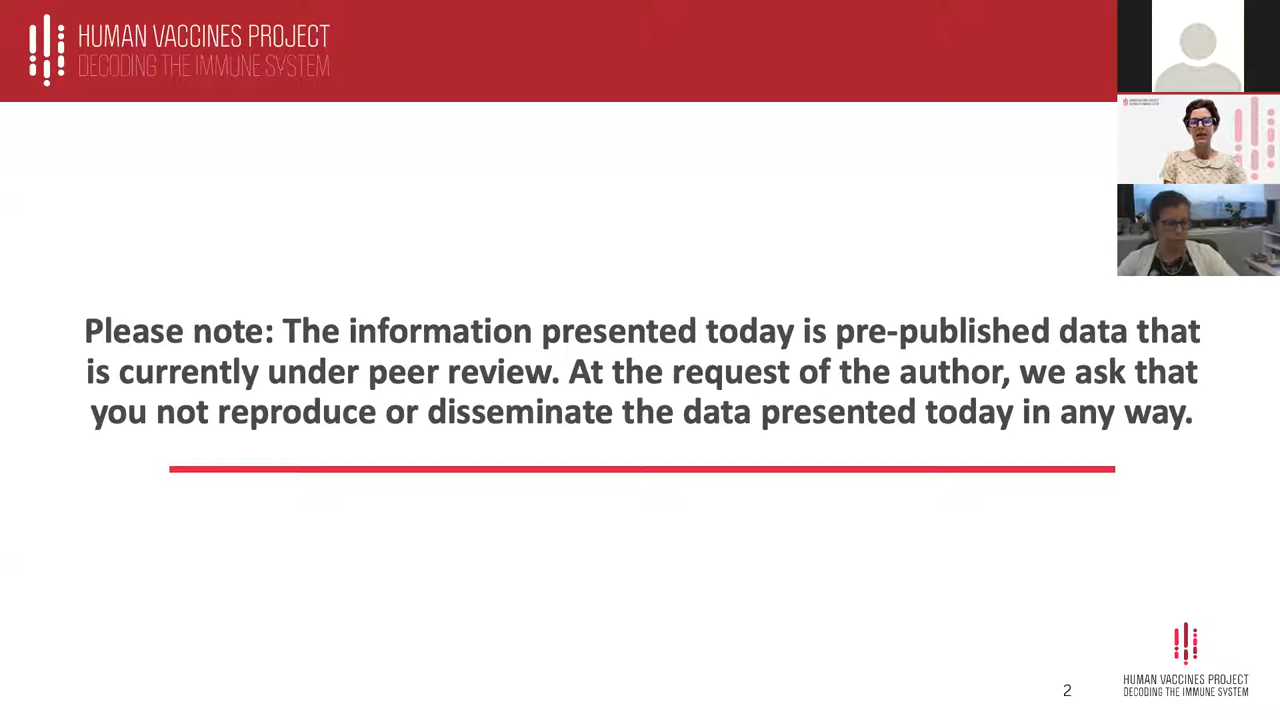 HUMAN VACCINES PROJECT
DECODING THE IMMUNE SYSTEM
Please note: The information presented today is pre-published data that
is currently under peer review. At the request of the author, we ask that
you not reproduce or disseminate the data presented today in any way.
2
HUMAN VACCINES PROJECT
DECODING THE IMMUNE SYSTEM